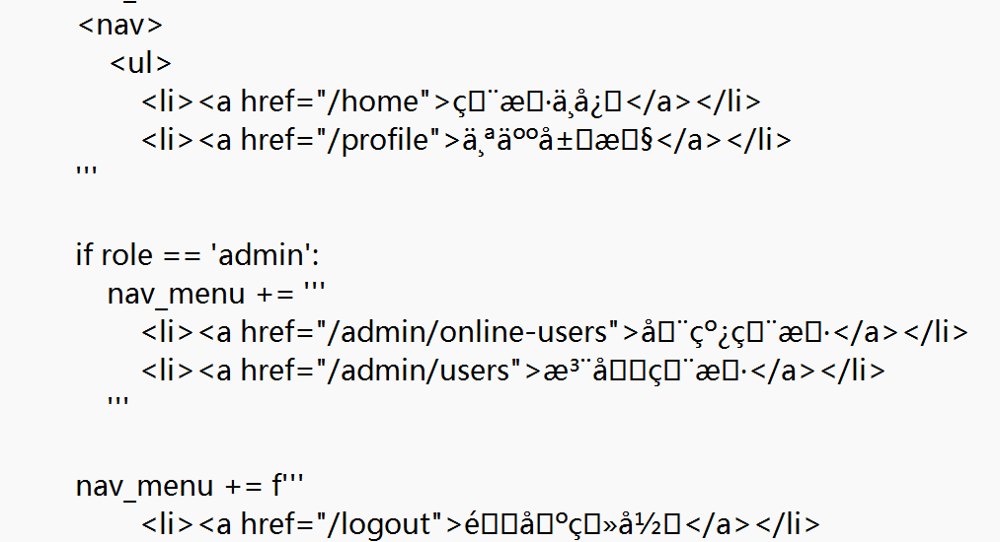 <nav>
<ul>
<li><a href="/home">ç□¨æ□·ä¸å¿□</a></li>
<li><a href="/profile">ä¸ªäººå±□æ□§</a></li>
'''
if role == 'admin':
nav_menu += '''
<li><a href="/admin/online-users">å□¨çº¿ç□¨æ□·</a></li>
<li><a href="/admin/users">æ³¨å□□ç□¨æ□·</a></li>
'''
nav_menu += f'''
<li><a href="/logout">é□□å□ºç□»å½□</a></li>